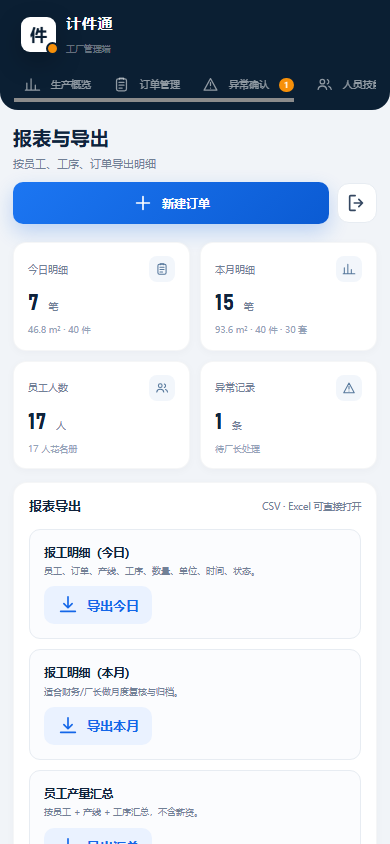 件
计件通
工厂管理端
生产概览
订单管理
异常确认
1
人员技
报表与导出
按员工、工序、订单导出明细
新建订单
今日明细
7 笔
46.8 m² · 40 件
本月明细
15 笔
93.6 m² · 40 件 · 30 套
员工人数
17 人
17 人花名册
异常记录
1 条
待厂长处理
报表导出
CSV · Excel 可直接打开
报工明细（今日）
员工、订单、产线、工序、数量、单位、时间、状态。
导出今日
报工明细（本月）
适合财务/厂长做月度复核与归档。
导出本月
员工产量汇总
按员工 + 产线 + 工序汇总，不含薪资。
导出汇总